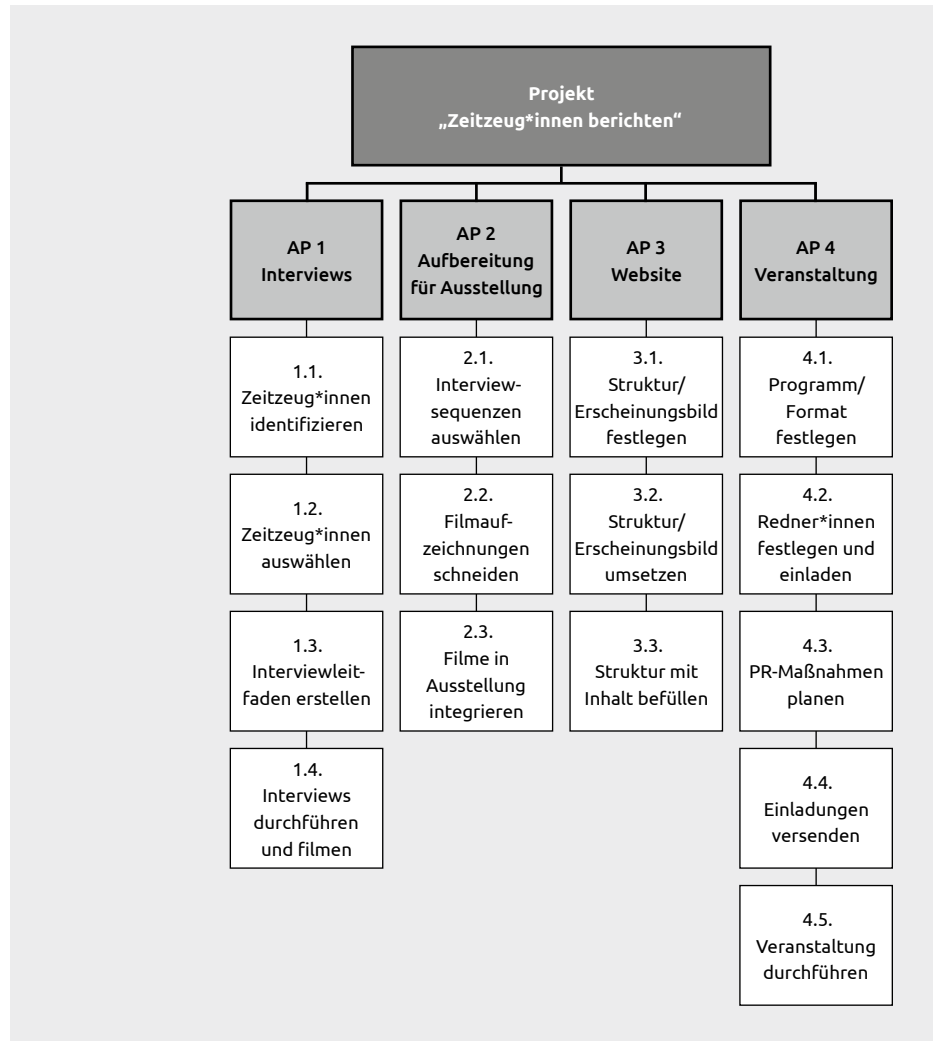 Projekt
„Zeitzeug*innen berichten“
AP 1
Interviews
AP 2
Aufbereitung
für Ausstellung
AP 3
Website
AP 4
Veranstaltung
1.1.
Zeitzeug*innen
identifizieren
2.1.
Interview-
sequenzen
auswählen
3.1.
Struktur/
Erscheinungsbild
festlegen
4.1.
Programm/
Format
festlegen
1.2.
Zeitzeug*innen
auswählen
2.2.
Filmauf-
zeichnungen
schneiden
3.2.
Struktur/
Erscheinungsbild
umsetzen
4.2.
Redner*innen
festlegen und
einladen
1.3.
Interviewleit-
faden erstellen
2.3.
Filme in
Ausstellung
integrieren
3.3.
Struktur mit
Inhalt befüllen
4.3.
PR-Maßnahmen
planen
1.4.
Interviews
durchführen
und filmen
4.4.
Einladungen
versenden
4.5.
Veranstaltung
durchführen